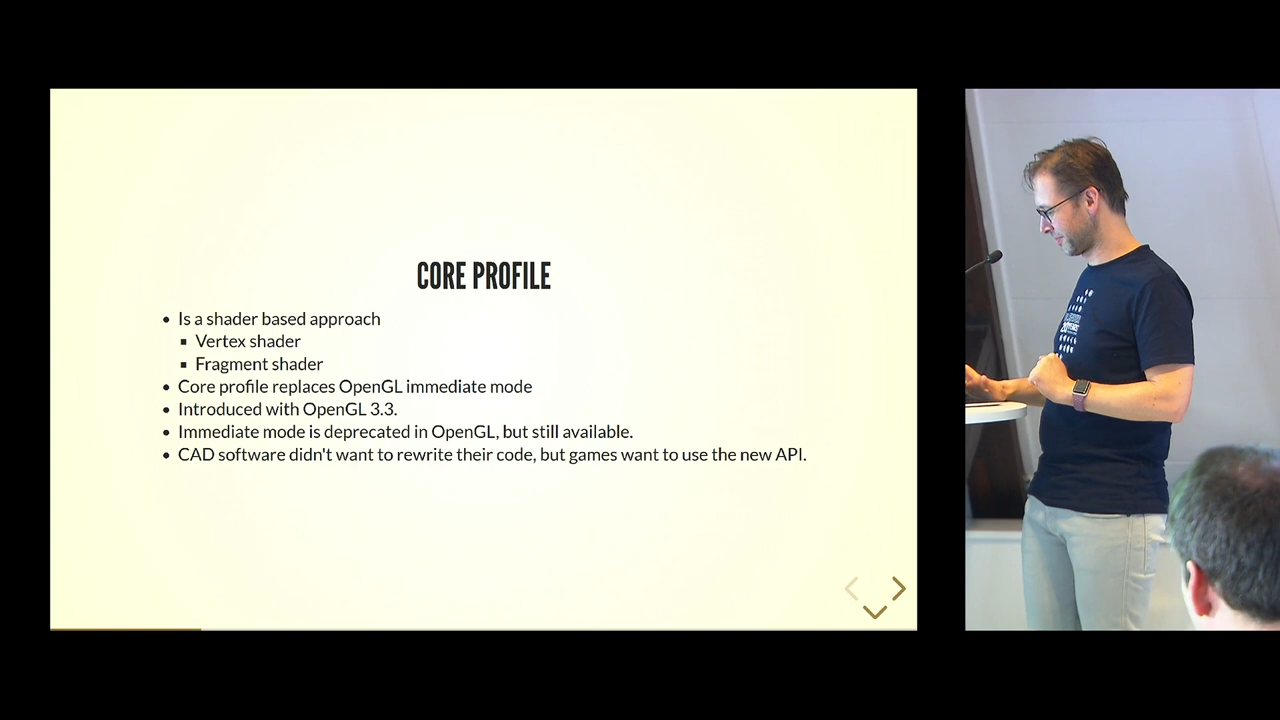 CORE PROFILE
Is a shader based approach
Vertex shader
Fragment shader
Core profile replaces OpenGL immediate mode
Introduced with OpenGL 3.3.
Immediate mode is deprecated in OpenGL, but still available.
CAD software didn't want to rewrite their code, but games want to use the new API.